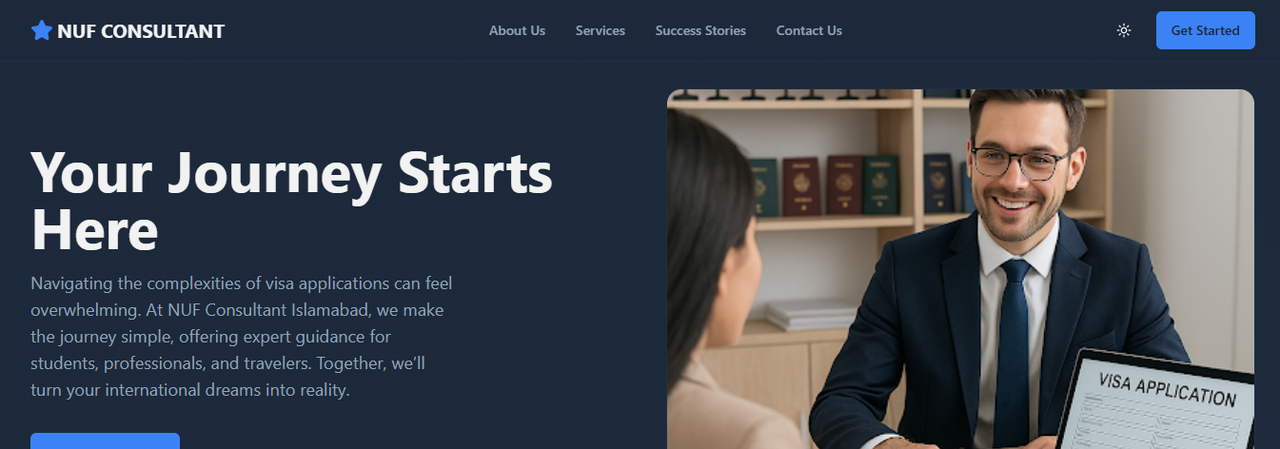 NUF CONSULTANT
About Us
Services
Success Stories
Contact Us
Get Started
Your Journey Starts
Here
Navigating the complexities of visa applications can feel
overwhelming. At NUF Consultant Islamabad, we make
the journey simple, offering expert guidance for
students, professionals, and travelers. Together, we’ll
turn your international dreams into reality.
VISA APPLICATION